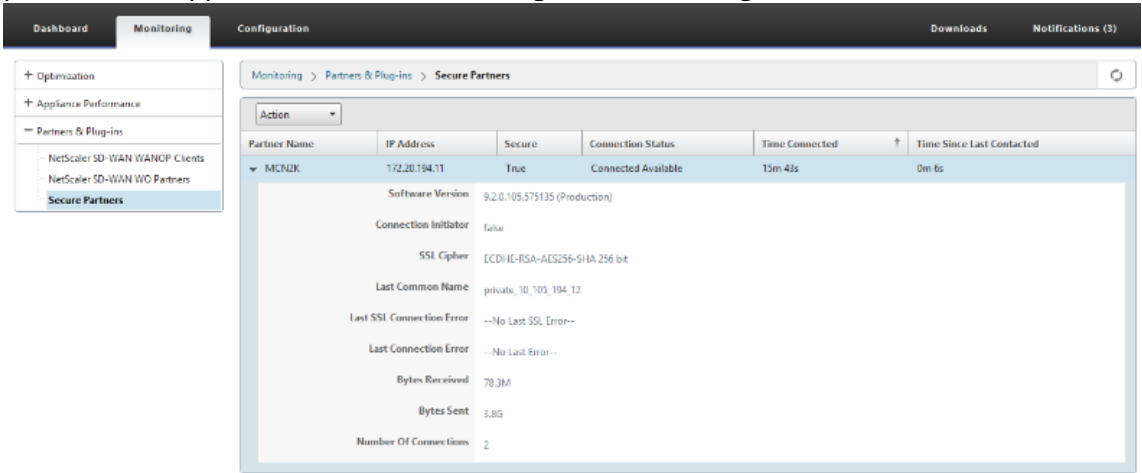 Dashboard Monitoring Configuration Downloads Notifications (3)
+ Optimization
+ Appliance Performance
− Partners & Plug-ins
NetScaler SD-WAN WANOP Clients
NetScaler SD-WAN WO Partners
Secure Partners
Monitoring > Partners & Plug-ins > Secure Partners
Action
Partner Name IP Address Secure Connection Status Time Connected ↑ Time Since Last Contacted
MCN2K 172.20.194.11 True Connected Available 15m 43s 0m 6s
Software Version 9.2.0.105.575135 (Production)
Connection Initiator false
SSL Cipher ECDHE-RSA-AES256-SHA 256 bit
Last Common Name private_10_105_194_12
Last SSL Connection Error --No Last SSL Error--
Last Connection Error --No Last Error--
Bytes Received 78.3M
Bytes Sent 3.8G
Number Of Connections 2